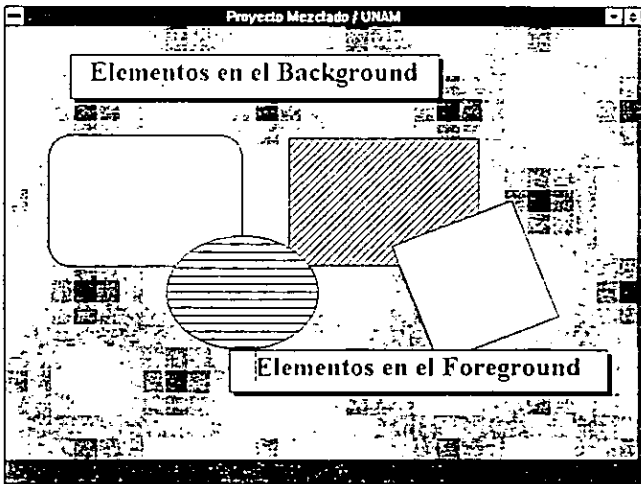 Proyecto Mezclado / UNAM
Elementos en el Background
Elementos en el Foreground